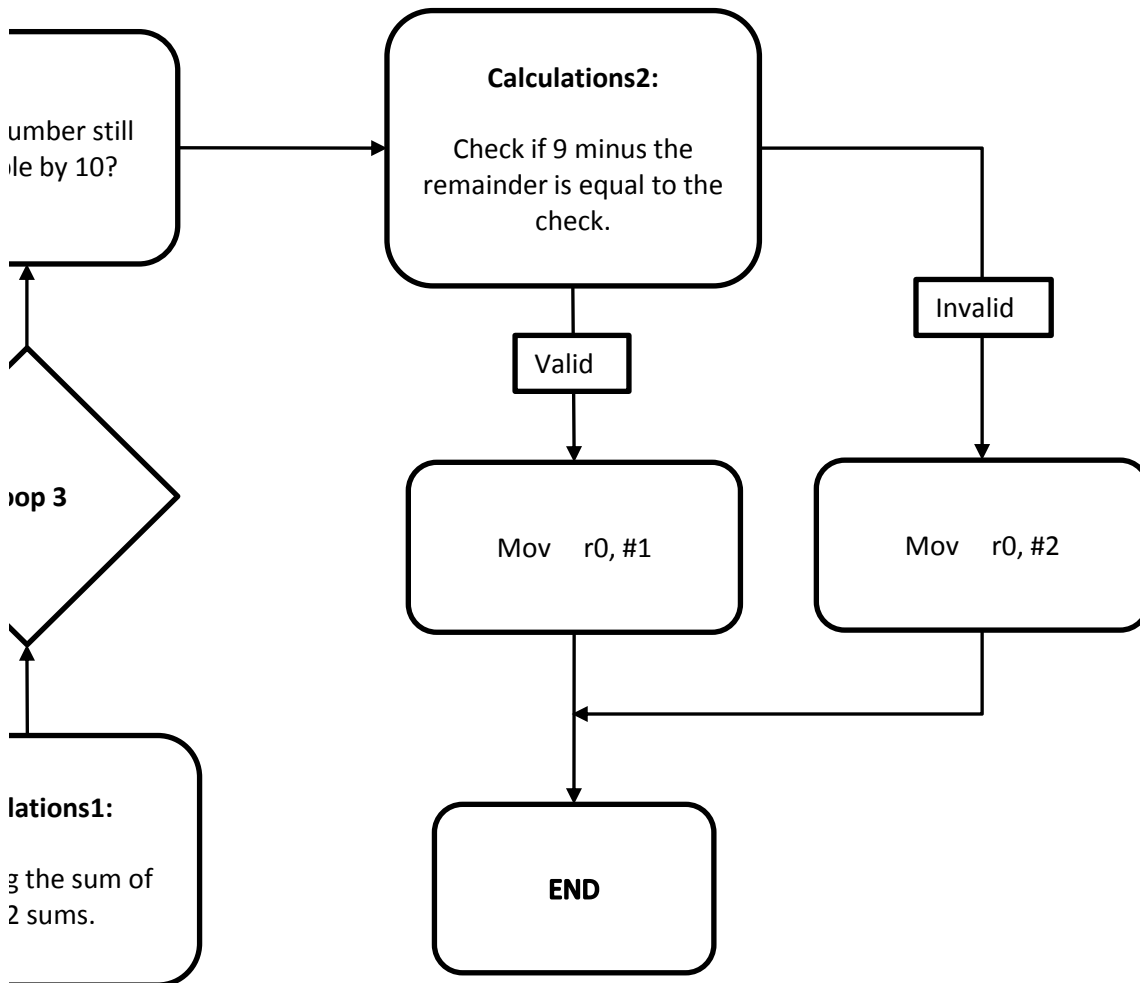 umber still
le by 10?
Calculations2:
Check if 9 minus the
remainder is equal to the
check.
Valid
Invalid
oop 3
Mov r0, #1
Mov r0, #2
lations1:
g the sum of
2 sums.
END